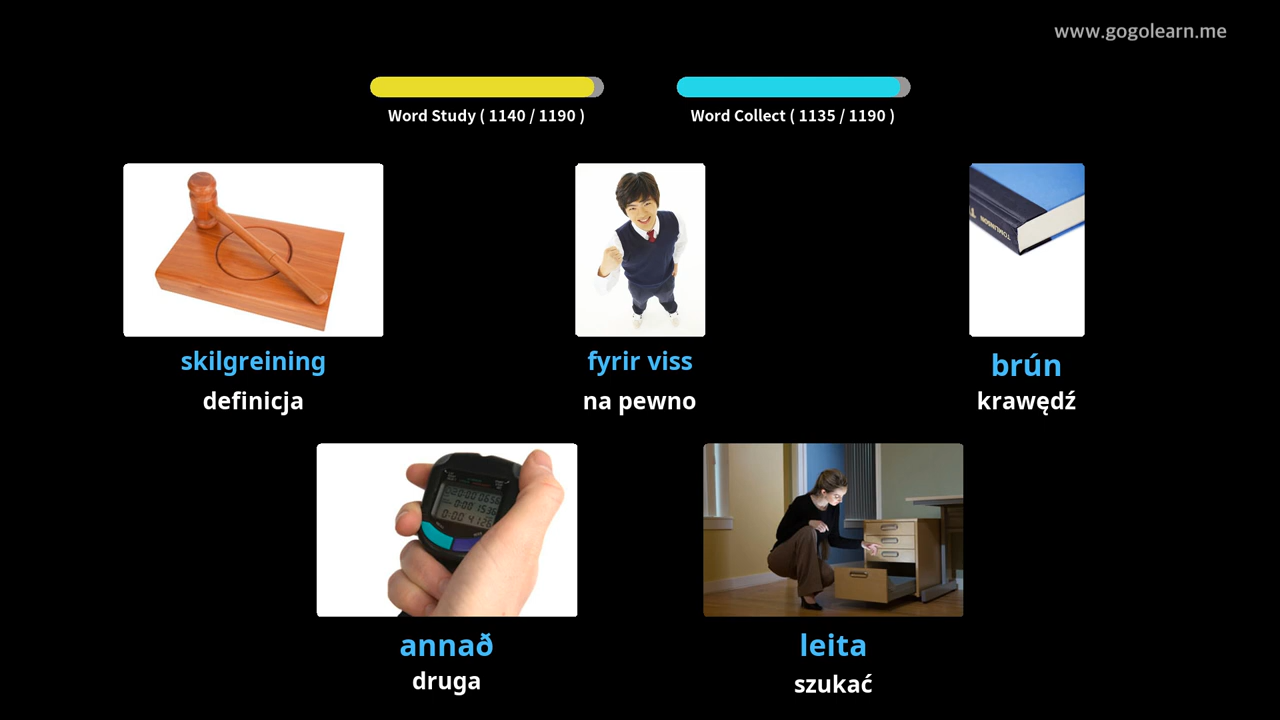 www.gogolearn.me
Word Study ( 1140 / 1190 )
Word Collect ( 1135 / 1190 )
TOMLINSON
skilgreining
fyrir viss
brún
definicja
na pewno
krawędź
annað
leita
druga
szukać